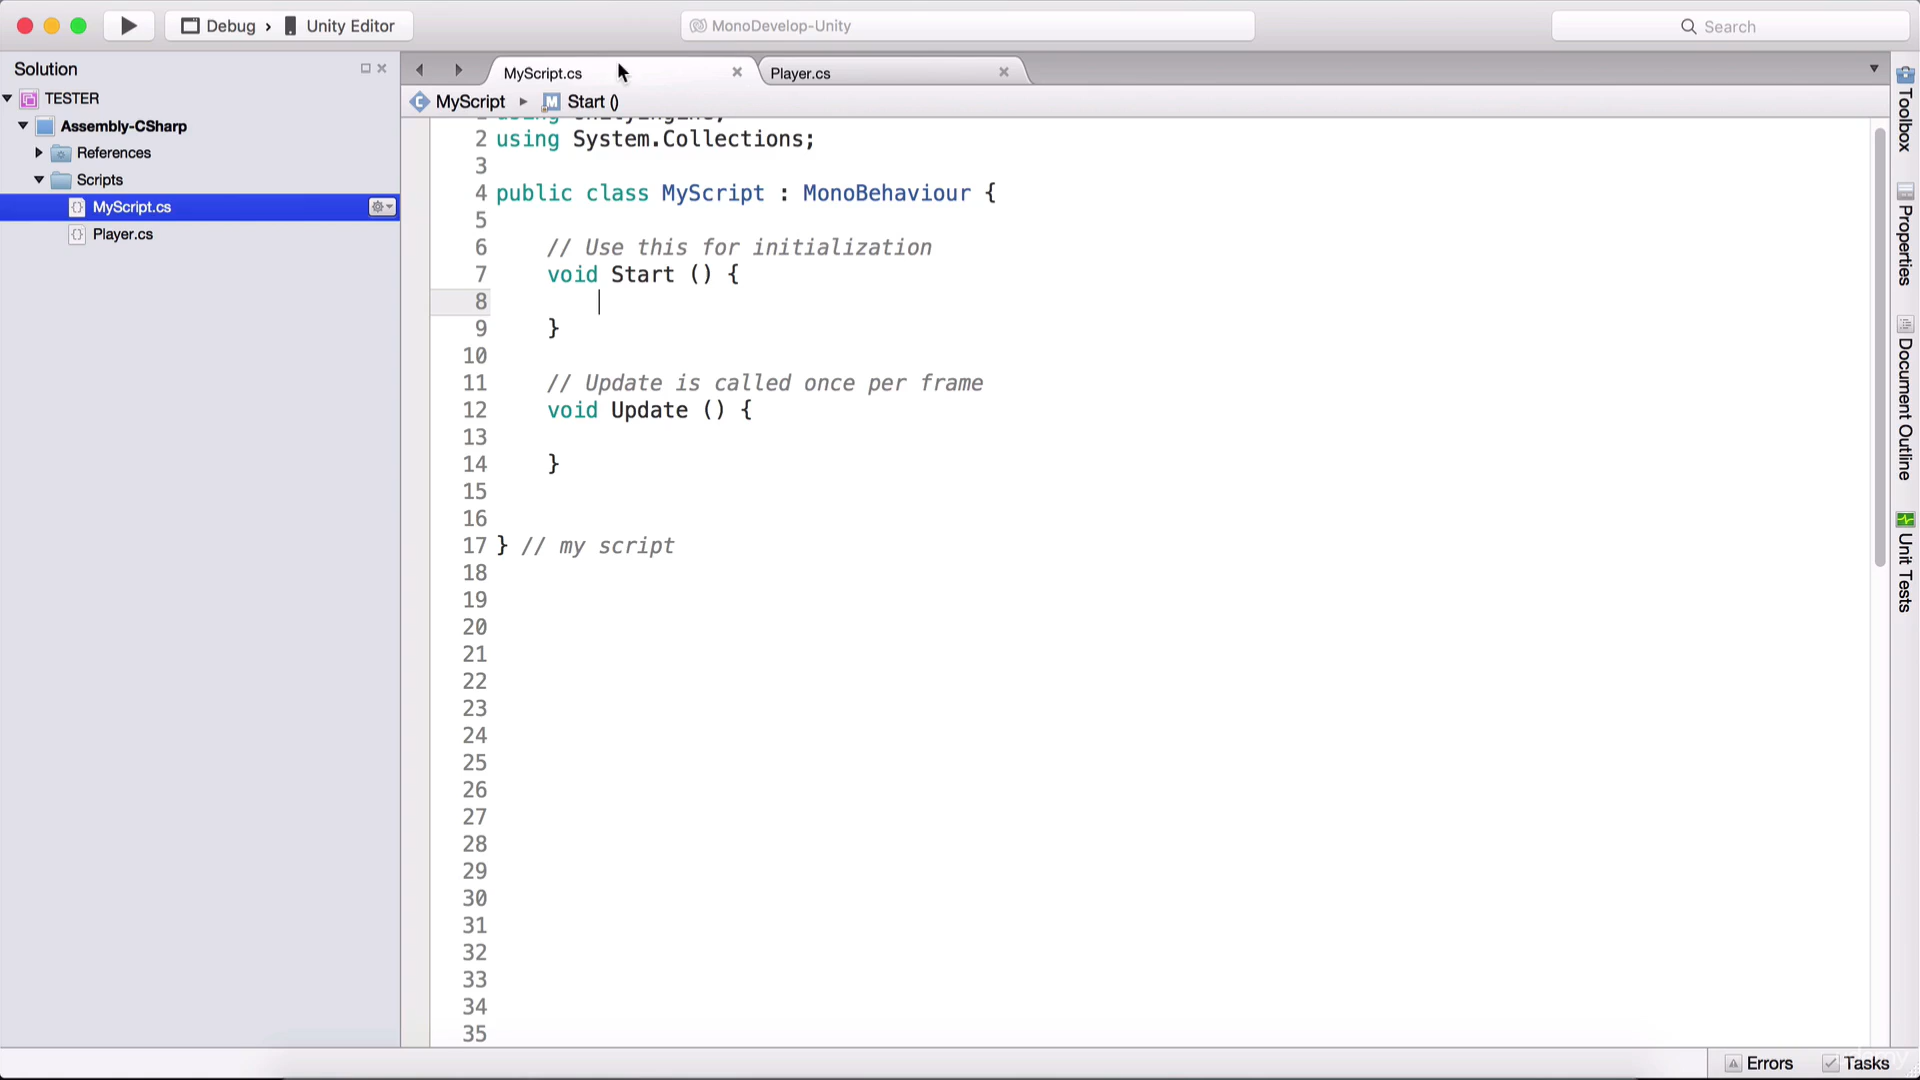 Debug › Unity Editor
MonoDevelop-Unity
Search
Solution
TESTER
Assembly-CSharp
References
Scripts
MyScript.cs
Player.cs
MyScript.cs
Player.cs
MyScript
Start ()
2 using System.Collections;
3
4 public class MyScript : MonoBehaviour {
5
6 // Use this for initialization
7 void Start () {
8
9 }
10
11 // Update is called once per frame
12 void Update () {
13
14 }
15
16
17 } // my script
18
19
20
21
22
23
24
25
26
27
28
29
30
31
32
33
34
35
Toolbox
Properties
Document Outline
Unit Tests
Errors
Tasks